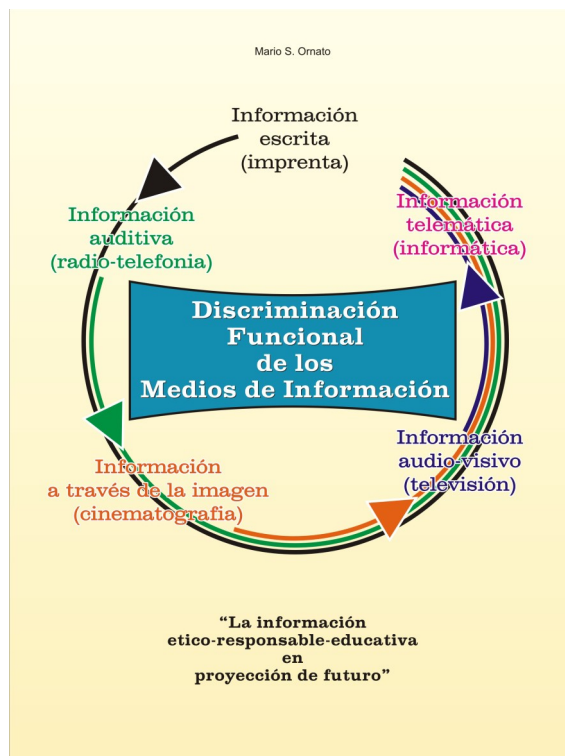 Mario S. Ornato
Información
escrita
(imprenta)
Información
telemática
(informática)
Información
auditiva
(radio-telefonia)
Discriminación
Funcional
de los
Medios de Información
Información
audio-visivo
(televisión)
Información
a través de la imagen
(cinematografia)
“La información
etico-responsable-educativa
en
proyección de futuro”